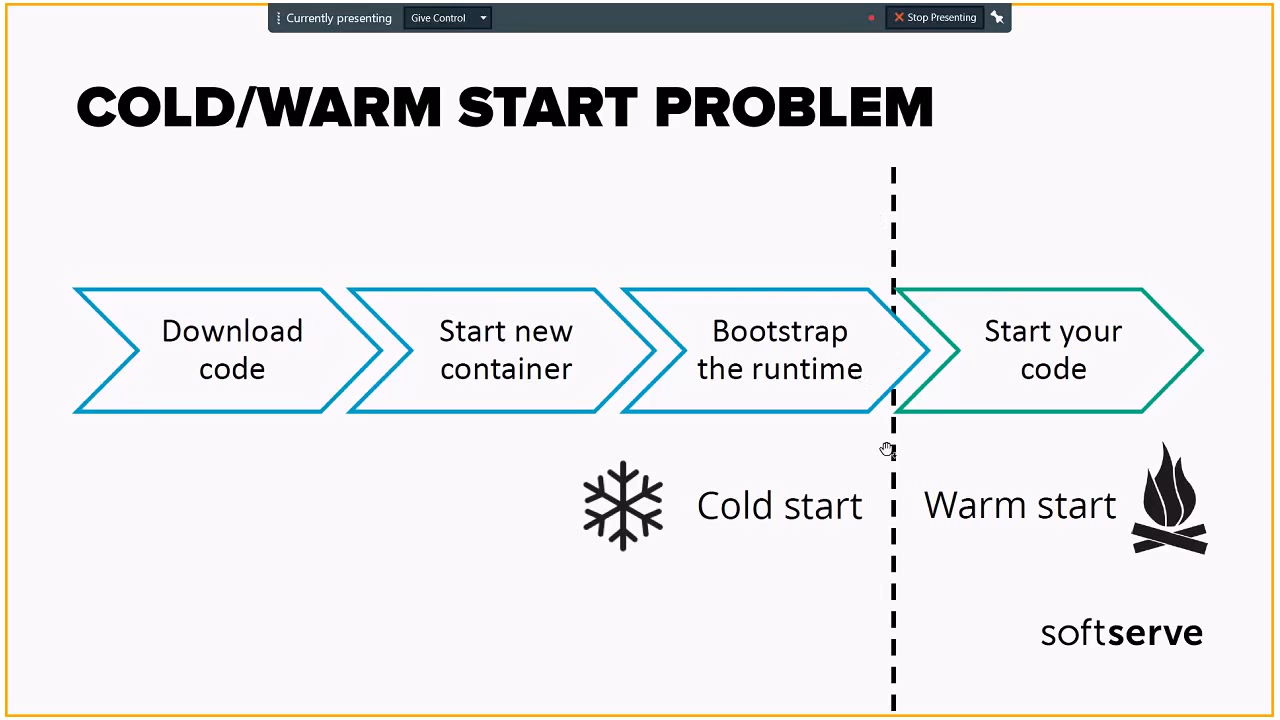 Currently presenting
Give Control
Stop Presenting
COLD/WARM START PROBLEM
Download
code
Start new
container
Bootstrap
the runtime
Start your
code
Cold start
Warm start
softserve